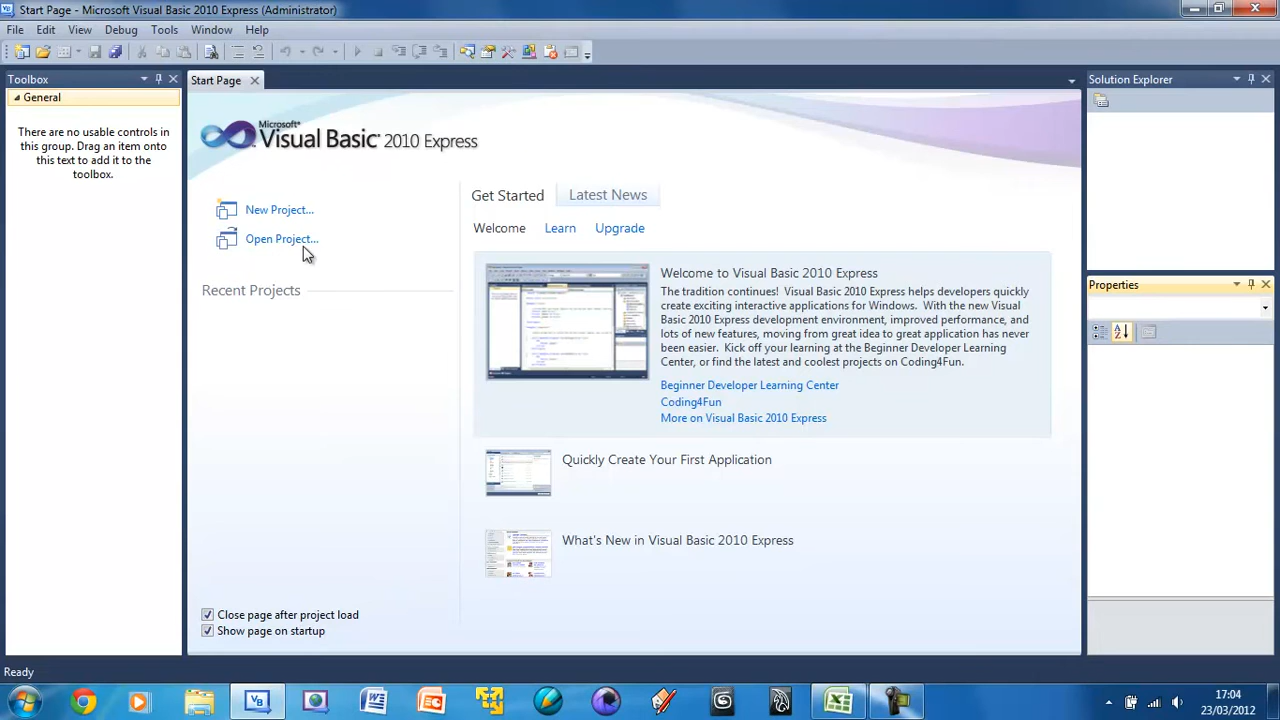 Start Page - Microsoft Visual Basic 2010 Express (Administrator)
File Edit View Debug Tools Window Help
Toolbox
Start Page
Solution Explorer
General
There are no usable controls in
this group. Drag an item onto
this text to add it to the
toolbox.
Microsoft®
Visual Basic® 2010 Express
New Project...
Open Project...
Recent Projects
Get Started
Latest News
Welcome
Learn
Upgrade
Welcome to Visual Basic 2010 Express
The tradition continues! Visual Basic 2010 Express helps developers quickly
create exciting interactive applications for Windows. With the new Visual
Basic 2010 Express development environment, improved performance, and
lots of new features, moving from great idea to great application has never
been easier. Kick off your learning at the Beginner Developer Learning
Center, or find the latest and coolest projects on Coding4Fun.
Beginner Developer Learning Center
Coding4Fun
More on Visual Basic 2010 Express
Quickly Create Your First Application
What's New in Visual Basic 2010 Express
Close page after project load
Show page on startup
Properties
Ready
17:04
23/03/2012